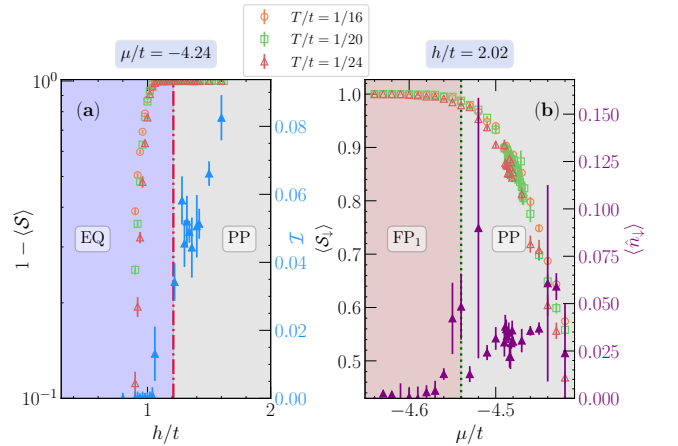 T/t = 1/16
T/t = 1/20
T/t = 1/24
μ/t = −4.24
h/t = 2.02
(a)
EQ
PP
10⁰
10⁻¹
1 − ⟨𝒮⟩
1
2
h/t
0.08
0.06
0.04
0.02
0.00
ℐ
(b)
FP₁
PP
1.0
0.9
0.8
0.7
0.6
0.5
⟨𝒮↓⟩
−4.6
−4.5
μ/t
0.150
0.125
0.100
0.075
0.050
0.025
0.000
⟨n̂↓⟩